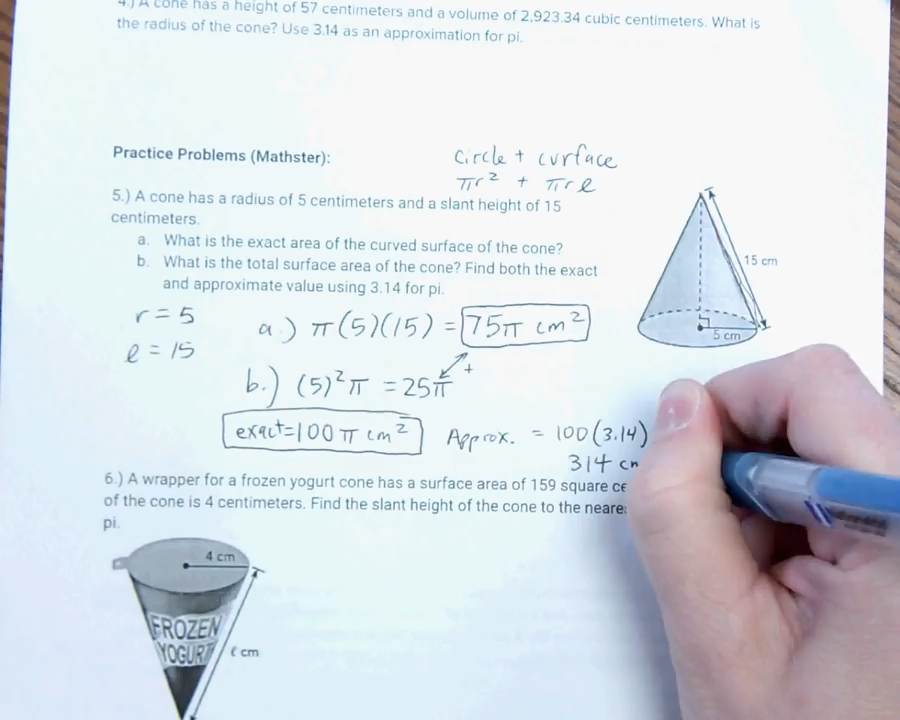 4.) A cone has a height of 57 centimeters and a volume of 2,923.34 cubic centimeters. What is
the radius of the cone? Use 3.14 as an approximation for pi.
Practice Problems (Mathster):
circle + curface
πr² + πrℓ
5.) A cone has a radius of 5 centimeters and a slant height of 15
centimeters.
a. What is the exact area of the curved surface of the cone?
b. What is the total surface area of the cone? Find both the exact
and approximate value using 3.14 for pi.
15 cm
5 cm
r = 5
ℓ = 15
a.) π(5)(15) = 75π cm²
b.) (5)²π = 25π +
exact = 100π cm²
Approx. = 100(3.14)
314 cm
6.) A wrapper for a frozen yogurt cone has a surface area of 159 square
of the cone is 4 centimeters. Find the slant height of the cone to the
pi.
4 cm
FROZEN
YOGURT
ℓ cm